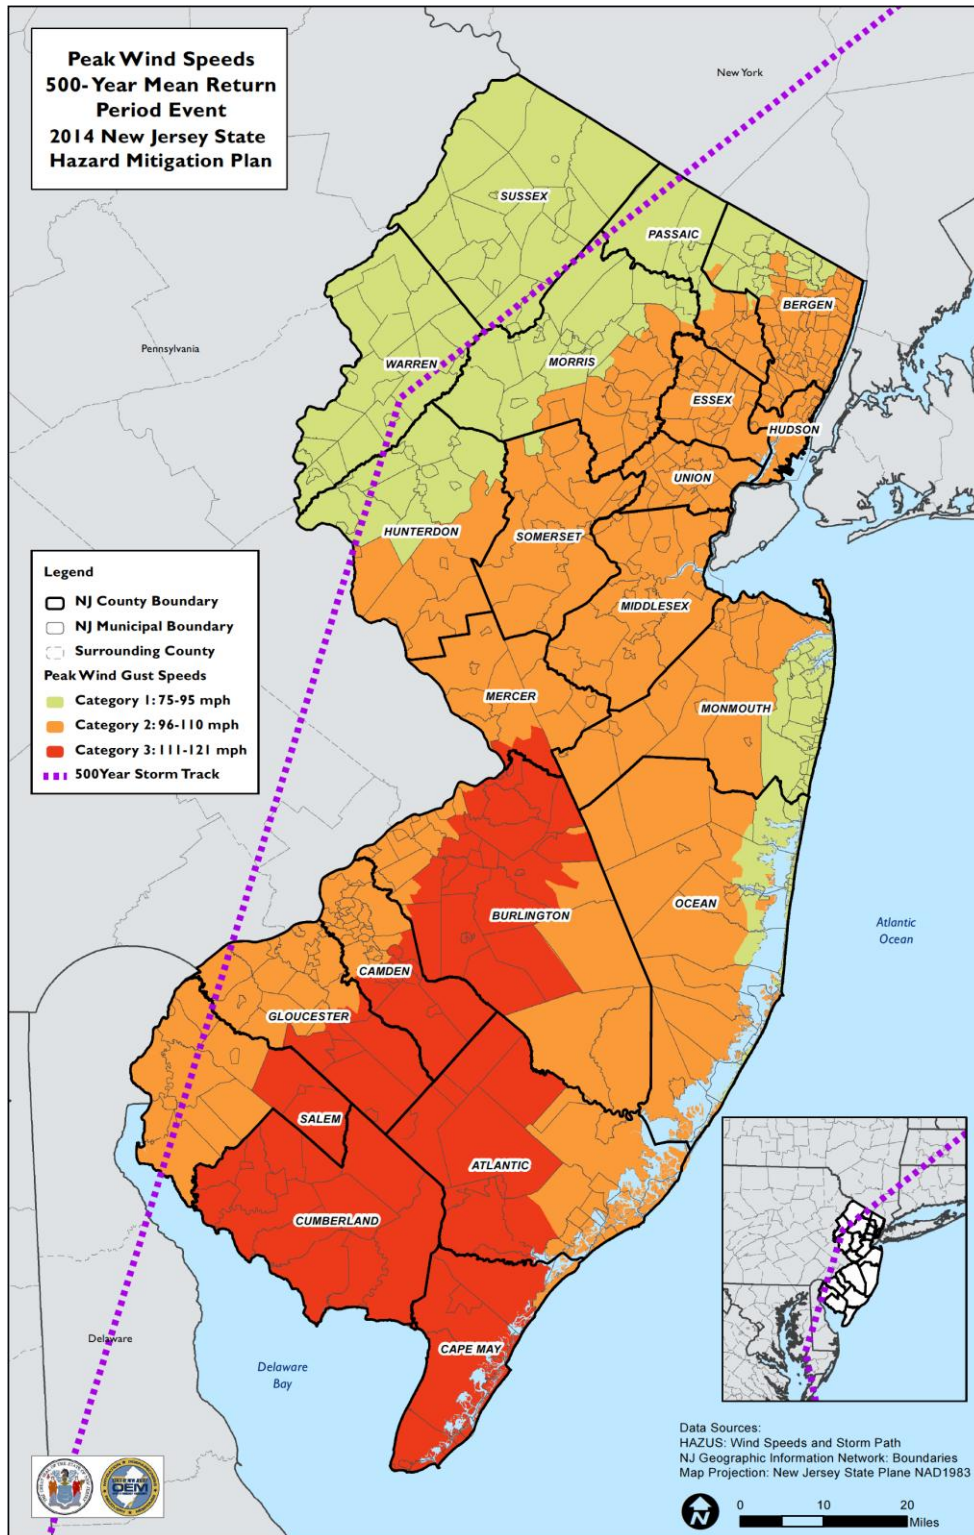 Peak Wind Speeds
500- Year Mean Return
Period Event
2014 New Jersey State
Hazard Mitigation Plan
New York
SUSSEX
PASSAIC
BERGEN
Pennsylvania
WARREN
MORRIS
ESSEX
HUDSON
UNION
HUNTERDON
SOMERSET
MIDDLESEX
Legend
NJ County Boundary
NJ Municipal Boundary
Surrounding County
Peak Wind Gust Speeds
Category 1: 75-95 mph
Category 2: 96-110 mph
Category 3: 111-121 mph
500Year Storm Track
MERCER
MONMOUTH
BURLINGTON
OCEAN
Atlantic
Ocean
CAMDEN
GLOUCESTER
SALEM
ATLANTIC
CUMBERLAND
Delaware
CAPE MAY
Delaware
Bay
Data Sources:
HAZUS: Wind Speeds and Storm Path
NJ Geographic Information Network: Boundaries
Map Projection: New Jersey State Plane NAD1983
OEM
N
0 10 20
Miles